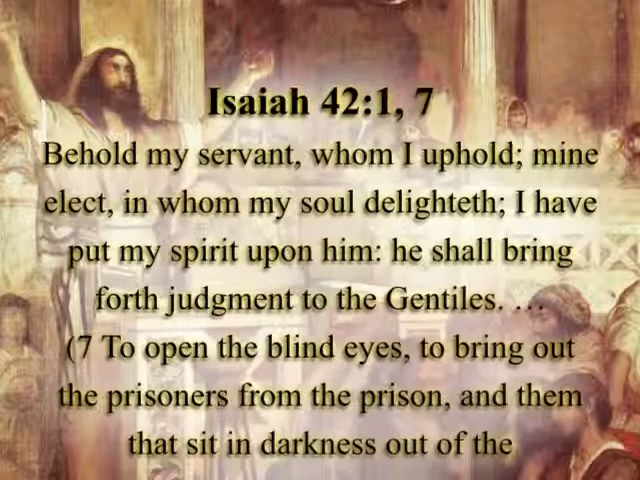 Isaiah 42:1, 7
Behold my servant, whom I uphold; mine
elect, in whom my soul delighteth; I have
put my spirit upon him: he shall bring
forth judgment to the Gentiles. …
(7 To open the blind eyes, to bring out
the prisoners from the prison, and them
that sit in darkness out of the